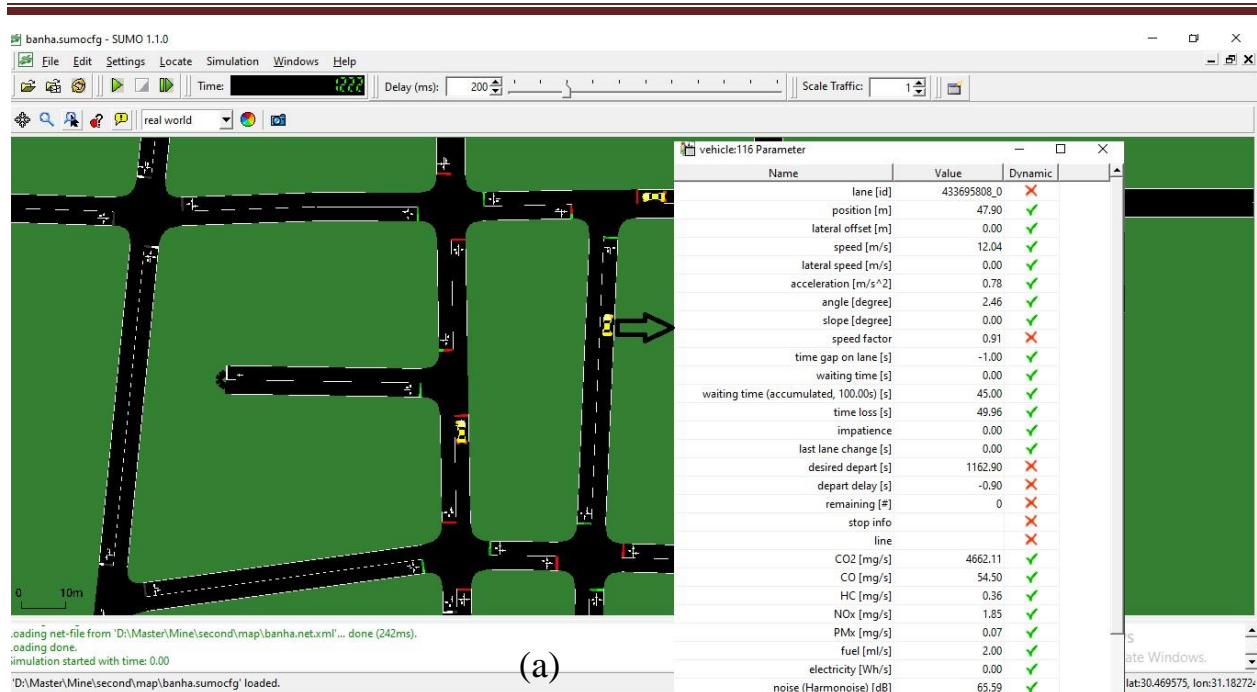 banha.sumocfg - SUMO 1.1.0
File Edit Settings Locate Simulation Windows Help
Time: 1222 Delay (ms): 200 Scale Traffic: 1
real world
vehicle:116 Parameter
Name Value Dynamic
lane [id] 433695808_0
position [m] 47.90
lateral offset [m] 0.00
speed [m/s] 12.04
lateral speed [m/s] 0.00
acceleration [m/s^2] 0.78
angle [degree] 2.46
slope [degree] 0.00
speed factor 0.91
time gap on lane [s] -1.00
waiting time [s] 0.00
waiting time (accumulated, 100.00s) [s] 45.00
time loss [s] 49.96
impatience 0.00
last lane change [s] 0.00
desired depart [s] 1162.90
depart delay [s] -0.90
remaining [#] 0
stop info
line
CO2 [mg/s] 4662.11
CO [mg/s] 54.50
HC [mg/s] 0.36
NOx [mg/s] 1.85
PMx [mg/s] 0.07
fuel [ml/s] 2.00
electricity [Wh/s] 0.00
noise (Harmonoise) [dB] 65.59
0 10m
oading net-file from 'D:\Master\Mine\second\map\banha.net.xml'... done (242ms).
oading done.
imulation started with time: 0.00
(a)
ate Windows.
'D:\Master\Mine\second\map\banha.sumocfg' loaded.
lat:30.469575, lon:31.18272